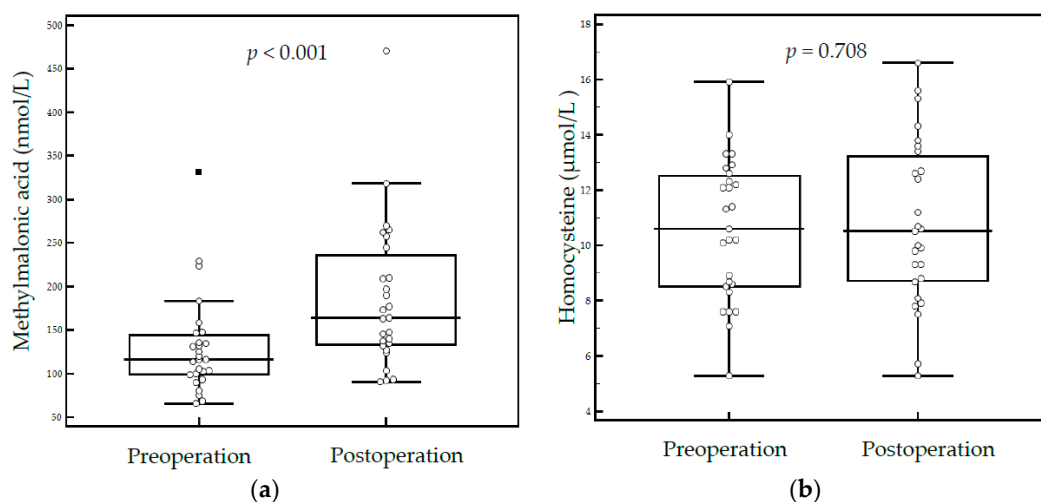 Methylmalonic acid (nmol/L)
500
450
400
350
300
250
200
150
100
50
p < 0.001
Preoperation
Postoperation
(a)
Homocysteine (μmol/L )
18
16
14
12
10
8
6
4
p = 0.708
Preoperation
Postoperation
(b)